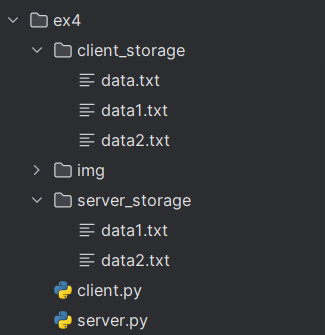 ex4
client_storage
data.txt
data1.txt
data2.txt
img
server_storage
data1.txt
data2.txt
client.py
server.py